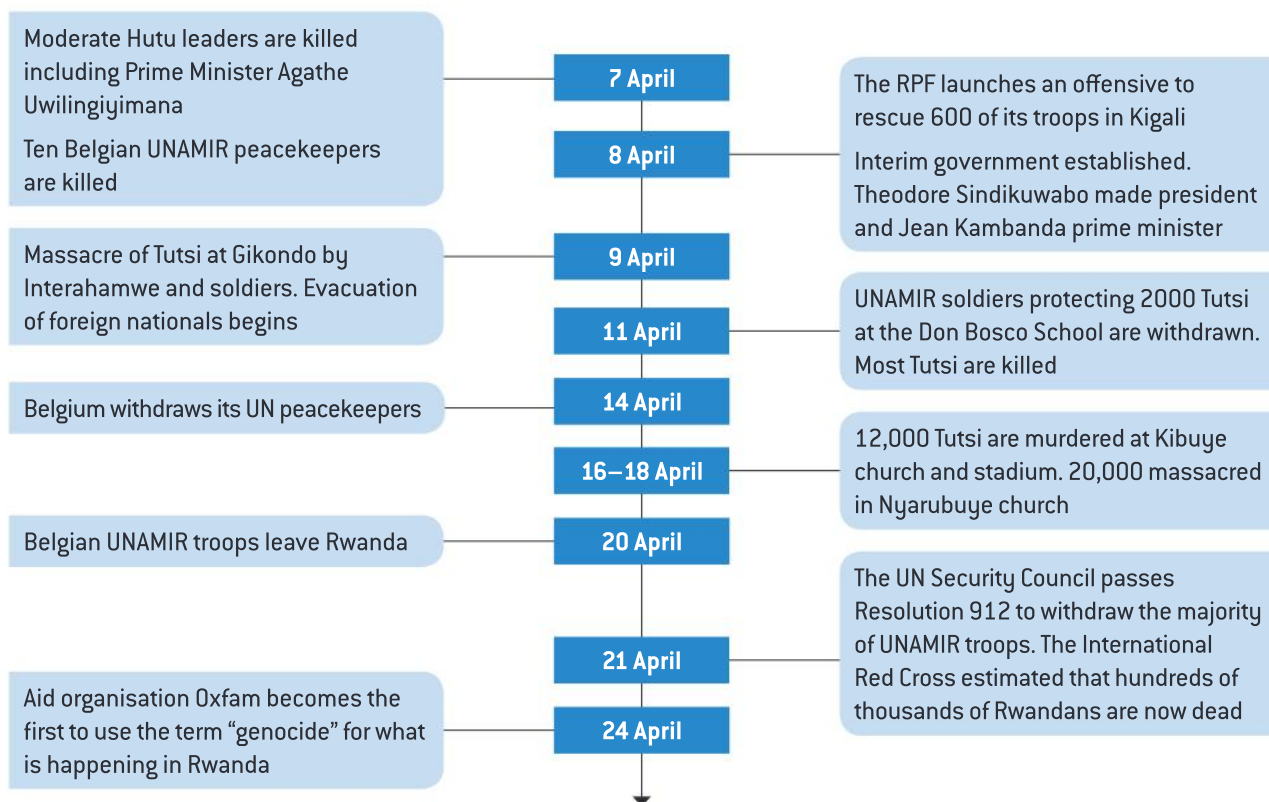 7 April
Moderate Hutu leaders are killed
including Prime Minister Agathe
Uwilingiyimana
Ten Belgian UNAMIR peacekeepers
are killed
8 April
The RPF launches an offensive to
rescue 600 of its troops in Kigali
Interim government established.
Theodore Sindikuwabo made president
and Jean Kambanda prime minister
9 April
Massacre of Tutsi at Gikondo by
Interahamwe and soldiers. Evacuation
of foreign nationals begins
11 April
UNAMIR soldiers protecting 2000 Tutsi
at the Don Bosco School are withdrawn.
Most Tutsi are killed
14 April
Belgium withdraws its UN peacekeepers
16–18 April
12,000 Tutsi are murdered at Kibuye
church and stadium. 20,000 massacred
in Nyarubuye church
20 April
Belgian UNAMIR troops leave Rwanda
21 April
The UN Security Council passes
Resolution 912 to withdraw the majority
of UNAMIR troops. The International
Red Cross estimated that hundreds of
thousands of Rwandans are now dead
24 April
Aid organisation Oxfam becomes the
first to use the term “genocide” for what
is happening in Rwanda